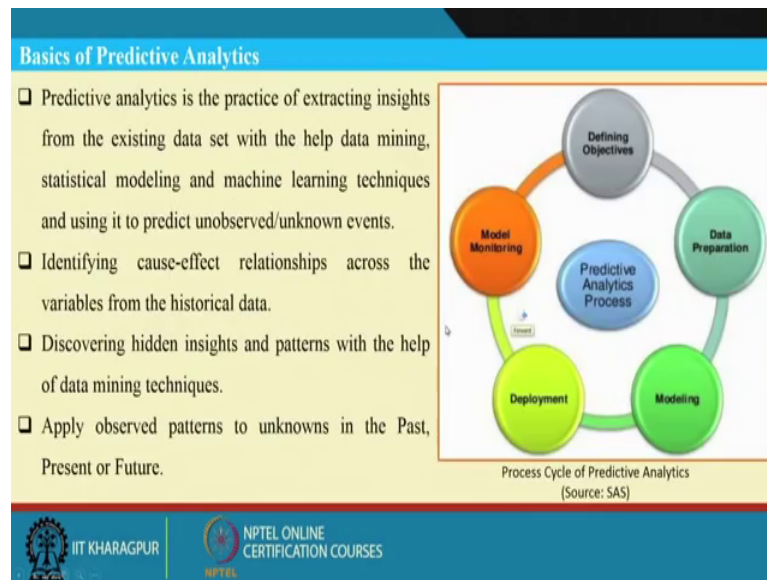 Basics of Predictive Analytics
❑ Predictive analytics is the practice of extracting insights
from the existing data set with the help data mining,
statistical modeling and machine learning techniques
and using it to predict unobserved/unknown events.
❑ Identifying cause-effect relationships across the
variables from the historical data.
❑ Discovering hidden insights and patterns with the help
of data mining techniques.
❑ Apply observed patterns to unknowns in the Past,
Present or Future.
Defining
Objectives
Data
Preparation
Modeling
Deployment
Model
Monitoring
Predictive
Analytics
Process
Forward
Process Cycle of Predictive Analytics
(Source: SAS)
IIT KHARAGPUR
NPTEL
NPTEL ONLINE
CERTIFICATION COURSES